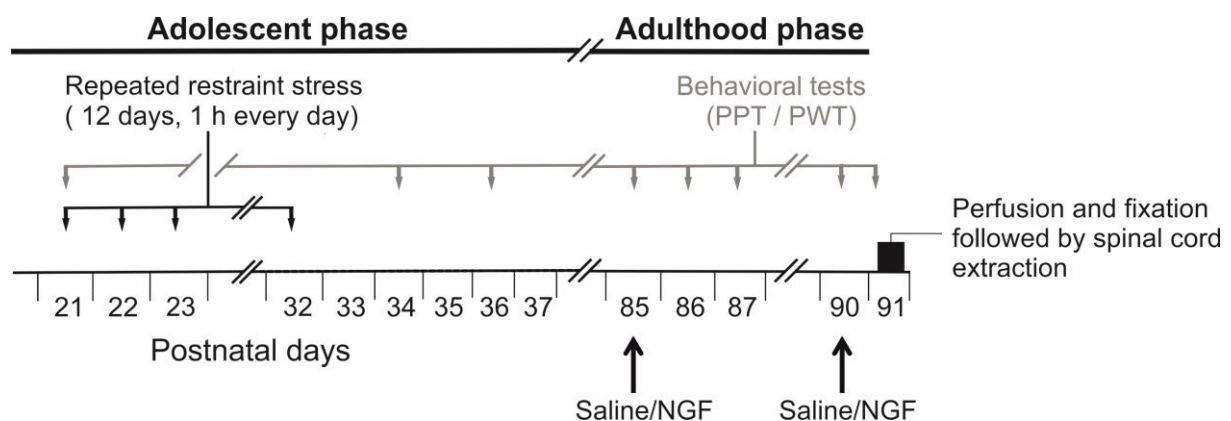 Adolescent phase
Adulthood phase
Repeated restraint stress
( 12 days, 1 h every day)
Behavioral tests
(PPT / PWT)
Perfusion and fixation
followed by spinal cord
extraction
21 22 23 32 33 34 35 36 37 85 86 87 90 91
Postnatal days
Saline/NGF
Saline/NGF